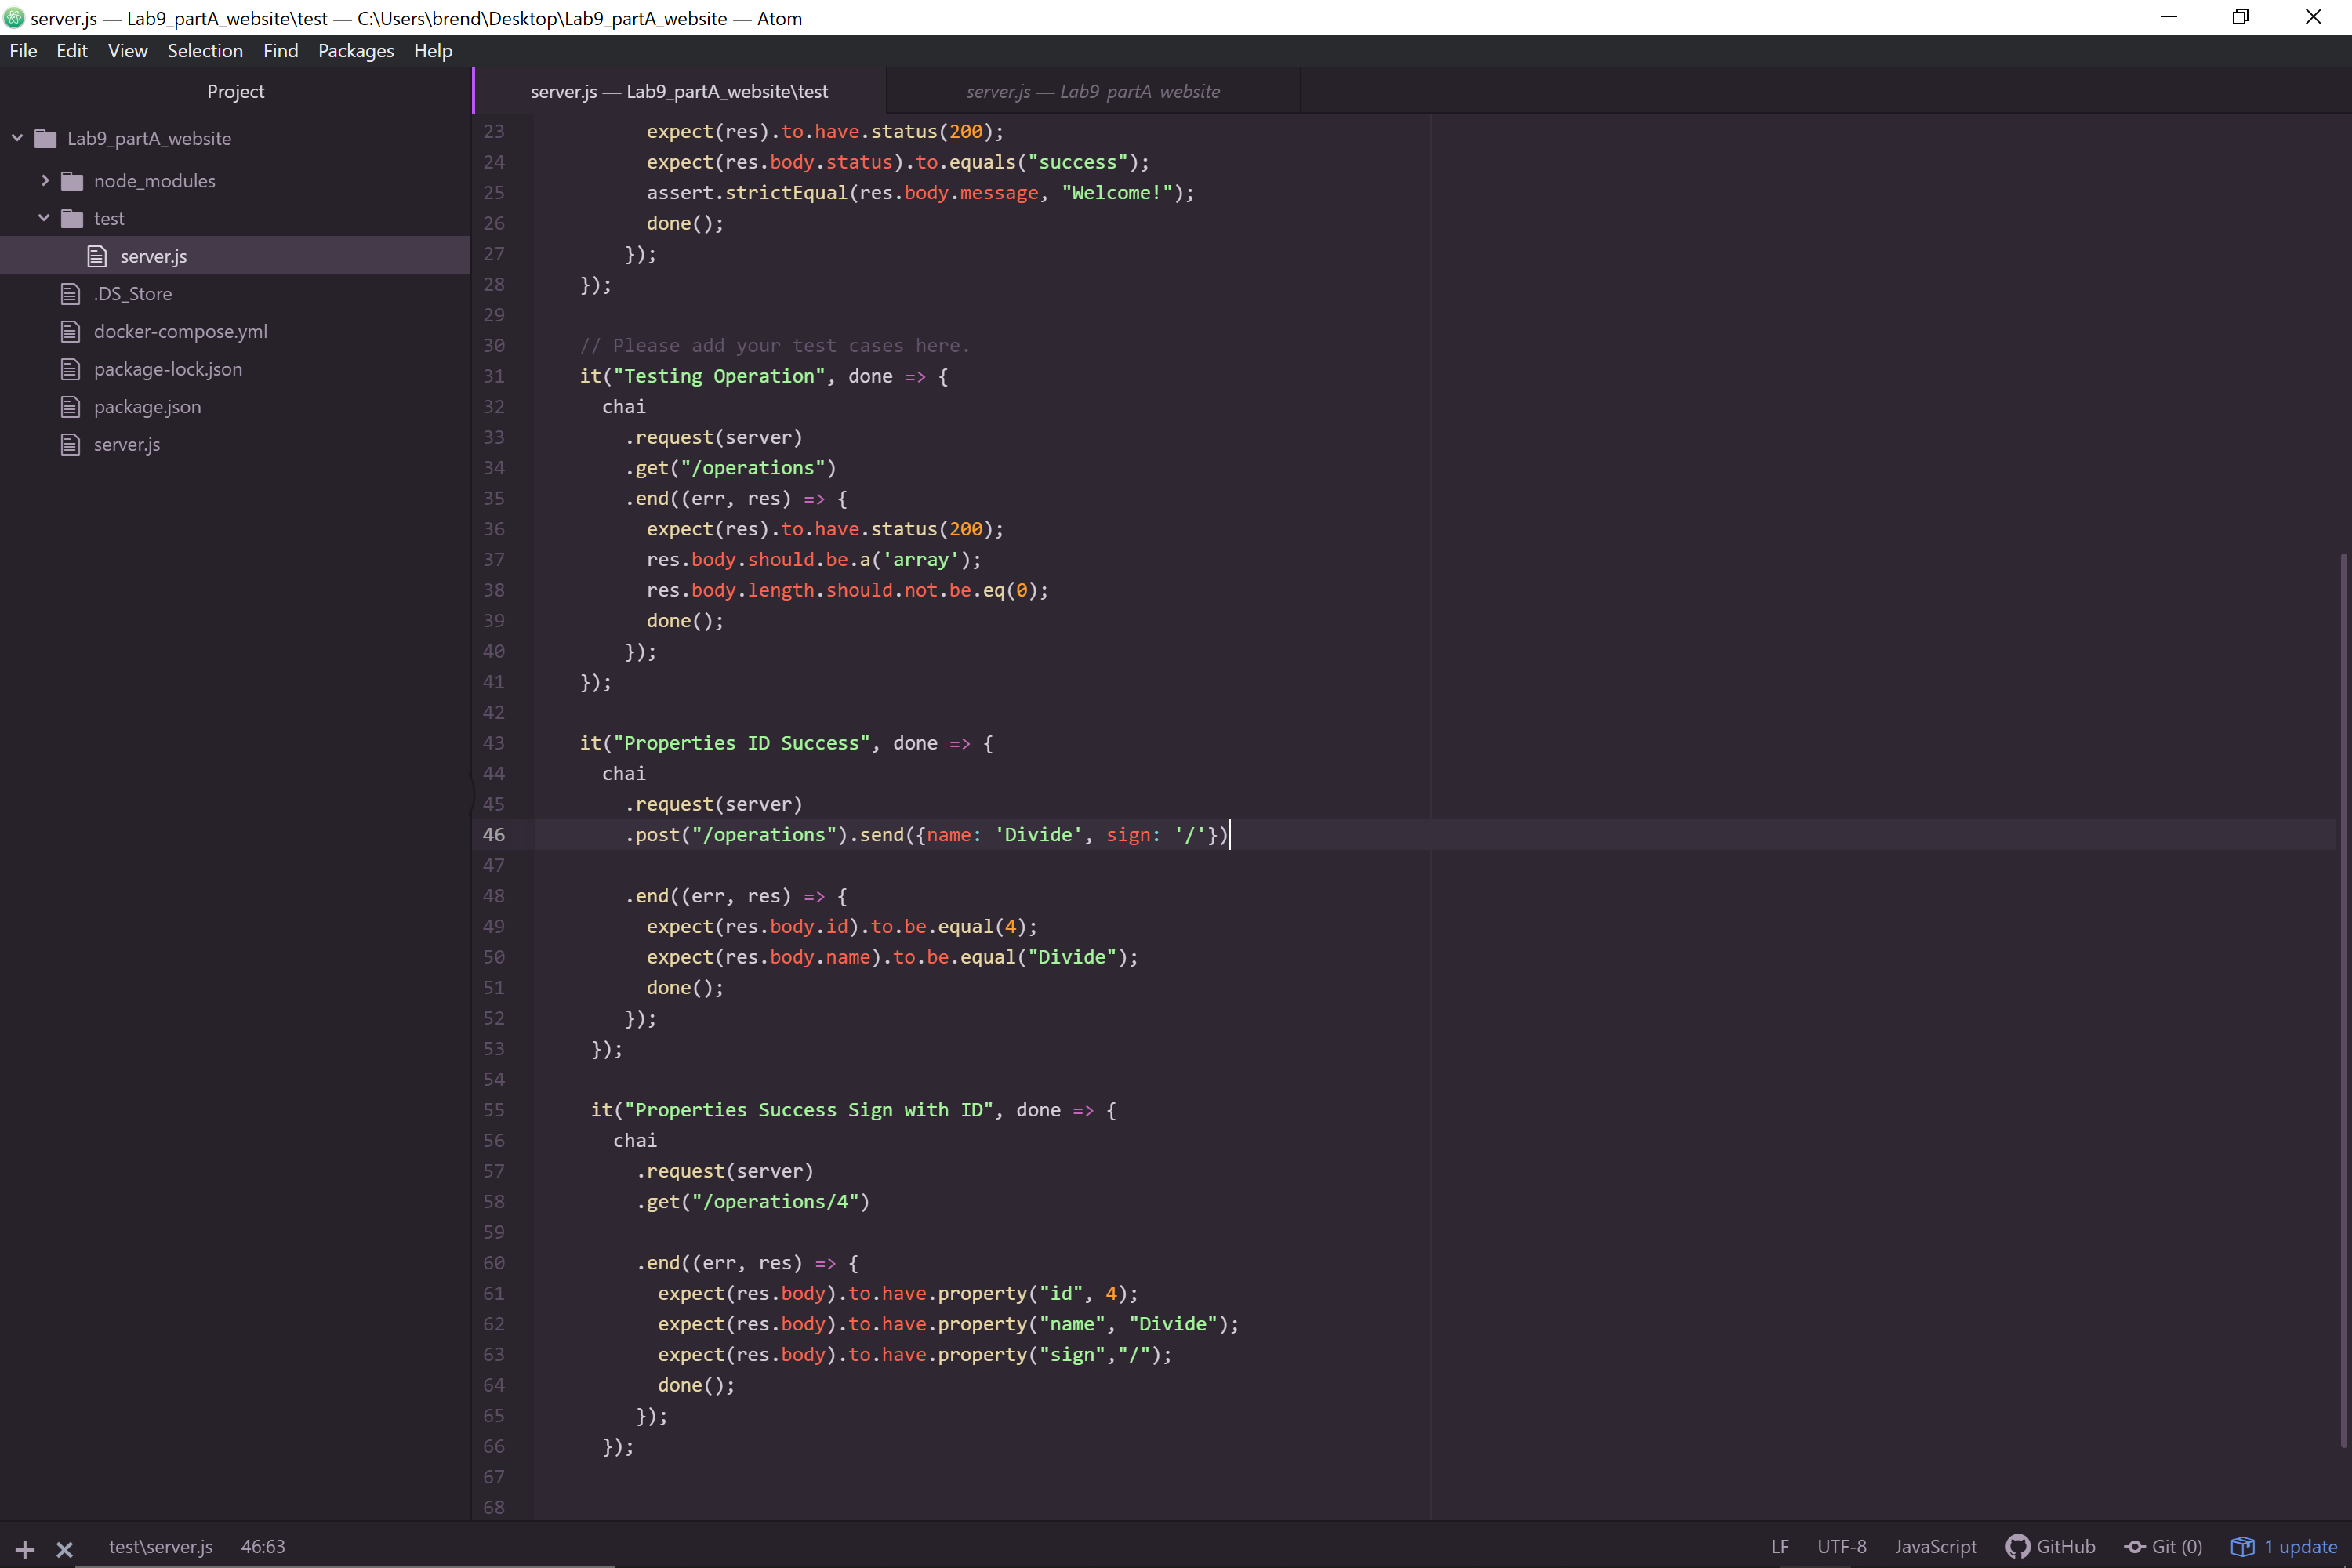 server.js — Lab9_partA_website\test — C:\Users\brend\Desktop\Lab9_partA_website — Atom
File Edit View Selection Find Packages Help
Project
Lab9_partA_website
node_modules
test
server.js
.DS_Store
docker-compose.yml
package-lock.json
package.json
server.js
server.js — Lab9_partA_website\test
server.js — Lab9_partA_website
23 expect(res).to.have.status(200);
24 expect(res.body.status).to.equals("success");
25 assert.strictEqual(res.body.message, "Welcome!");
26 done();
27 });
28 });
29
30 // Please add your test cases here.
31 it("Testing Operation", done => {
32 chai
33 .request(server)
34 .get("/operations")
35 .end((err, res) => {
36 expect(res).to.have.status(200);
37 res.body.should.be.a('array');
38 res.body.length.should.not.be.eq(0);
39 done();
40 });
41 });
42
43 it("Properties ID Success", done => {
44 chai
45 .request(server)
46 .post("/operations").send({name: 'Divide', sign: '/'})
47
48 .end((err, res) => {
49 expect(res.body.id).to.be.equal(4);
50 expect(res.body.name).to.be.equal("Divide");
51 done();
52 });
53 });
54
55 it("Properties Success Sign with ID", done => {
56 chai
57 .request(server)
58 .get("/operations/4")
59
60 .end((err, res) => {
61 expect(res.body).to.have.property("id", 4);
62 expect(res.body).to.have.property("name", "Divide");
63 expect(res.body).to.have.property("sign","/");
64 done();
65 });
66 });
67
68
test\server.js 46:63 LF UTF-8 JavaScript GitHub Git (0) 1 update